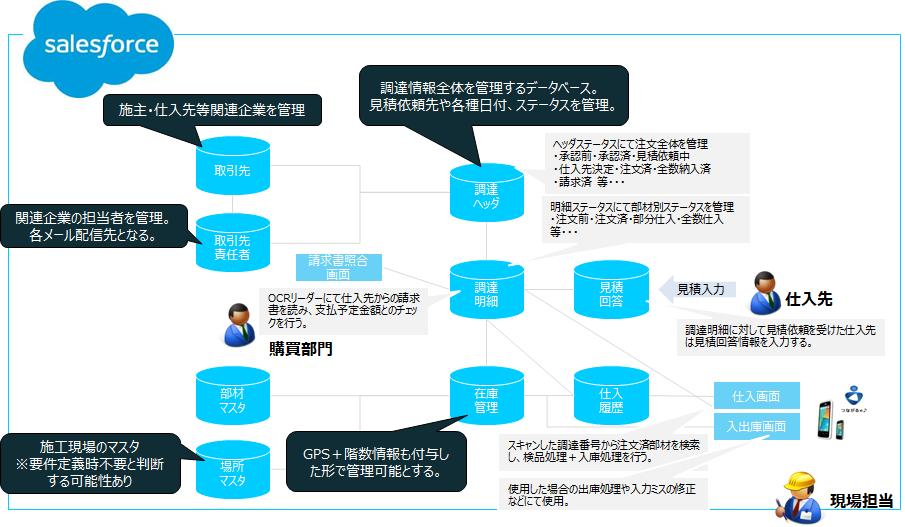 salesforce
施主・仕入先等関連企業を管理
調達情報全体を管理するデータベース。
見積依頼先や各種日付、ステータスを管理。
取引先
調達
ヘッダ
ヘッダステータスにて注文全体を管理
・承認前・承認済・見積依頼中
・仕入先決定・注文済・全数納入済
・請求済 等・・・
関連企業の担当者を管理。
各メール配信先となる。
取引先
責任者
明細ステータスにて部材別ステータスを管理
・注文前・注文済・部分仕入・全数仕入
等・・・
請求書照合
画面
調達
明細
見積
回答
見積入力
仕入先
OCRリーダーにて仕入先からの請求
書を読み、支払予定金額とのチェッ
クを行う。
購買部門
調達明細に対して見積依頼を受けた仕入先
は見積回答情報を入力する。
部材
マスタ
在庫
管理
仕入
履歴
仕入画面
入出庫画面
つながるの♪
施工現場のマスタ
※要件定義時不要と判断
する可能性あり
場所
マスタ
GPS＋階数情報も付与し
た形で管理可能とする。
スキャンした調達番号から注文済部材を検索
し、検品処理＋入庫処理を行う。
使用した場合の出庫処理や入力ミスの修正
などにて使用。
現場担当